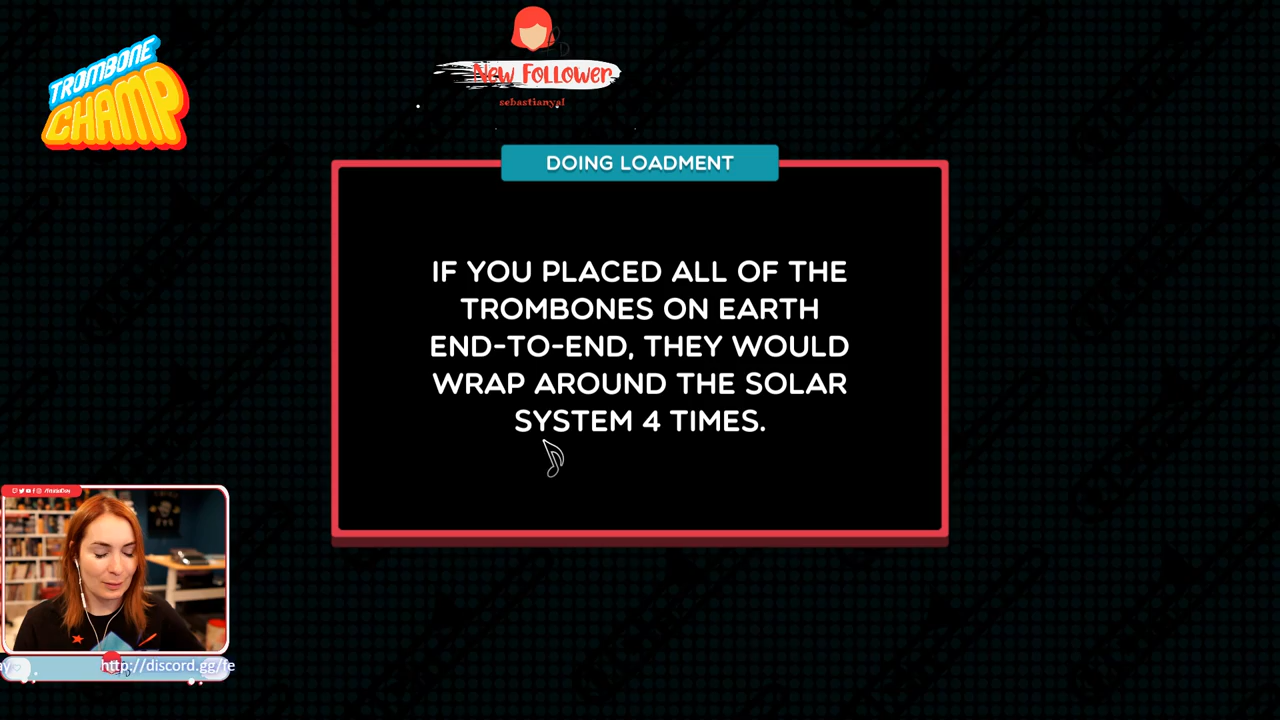 TROMBONE
CHAMP
New Follower
sebastianyal
DOING LOADMENT
IF YOU PLACED ALL OF THE
TROMBONES ON EARTH
END-TO-END, THEY WOULD
WRAP AROUND THE SOLAR
SYSTEM 4 TIMES.
http://discord.gg/fe